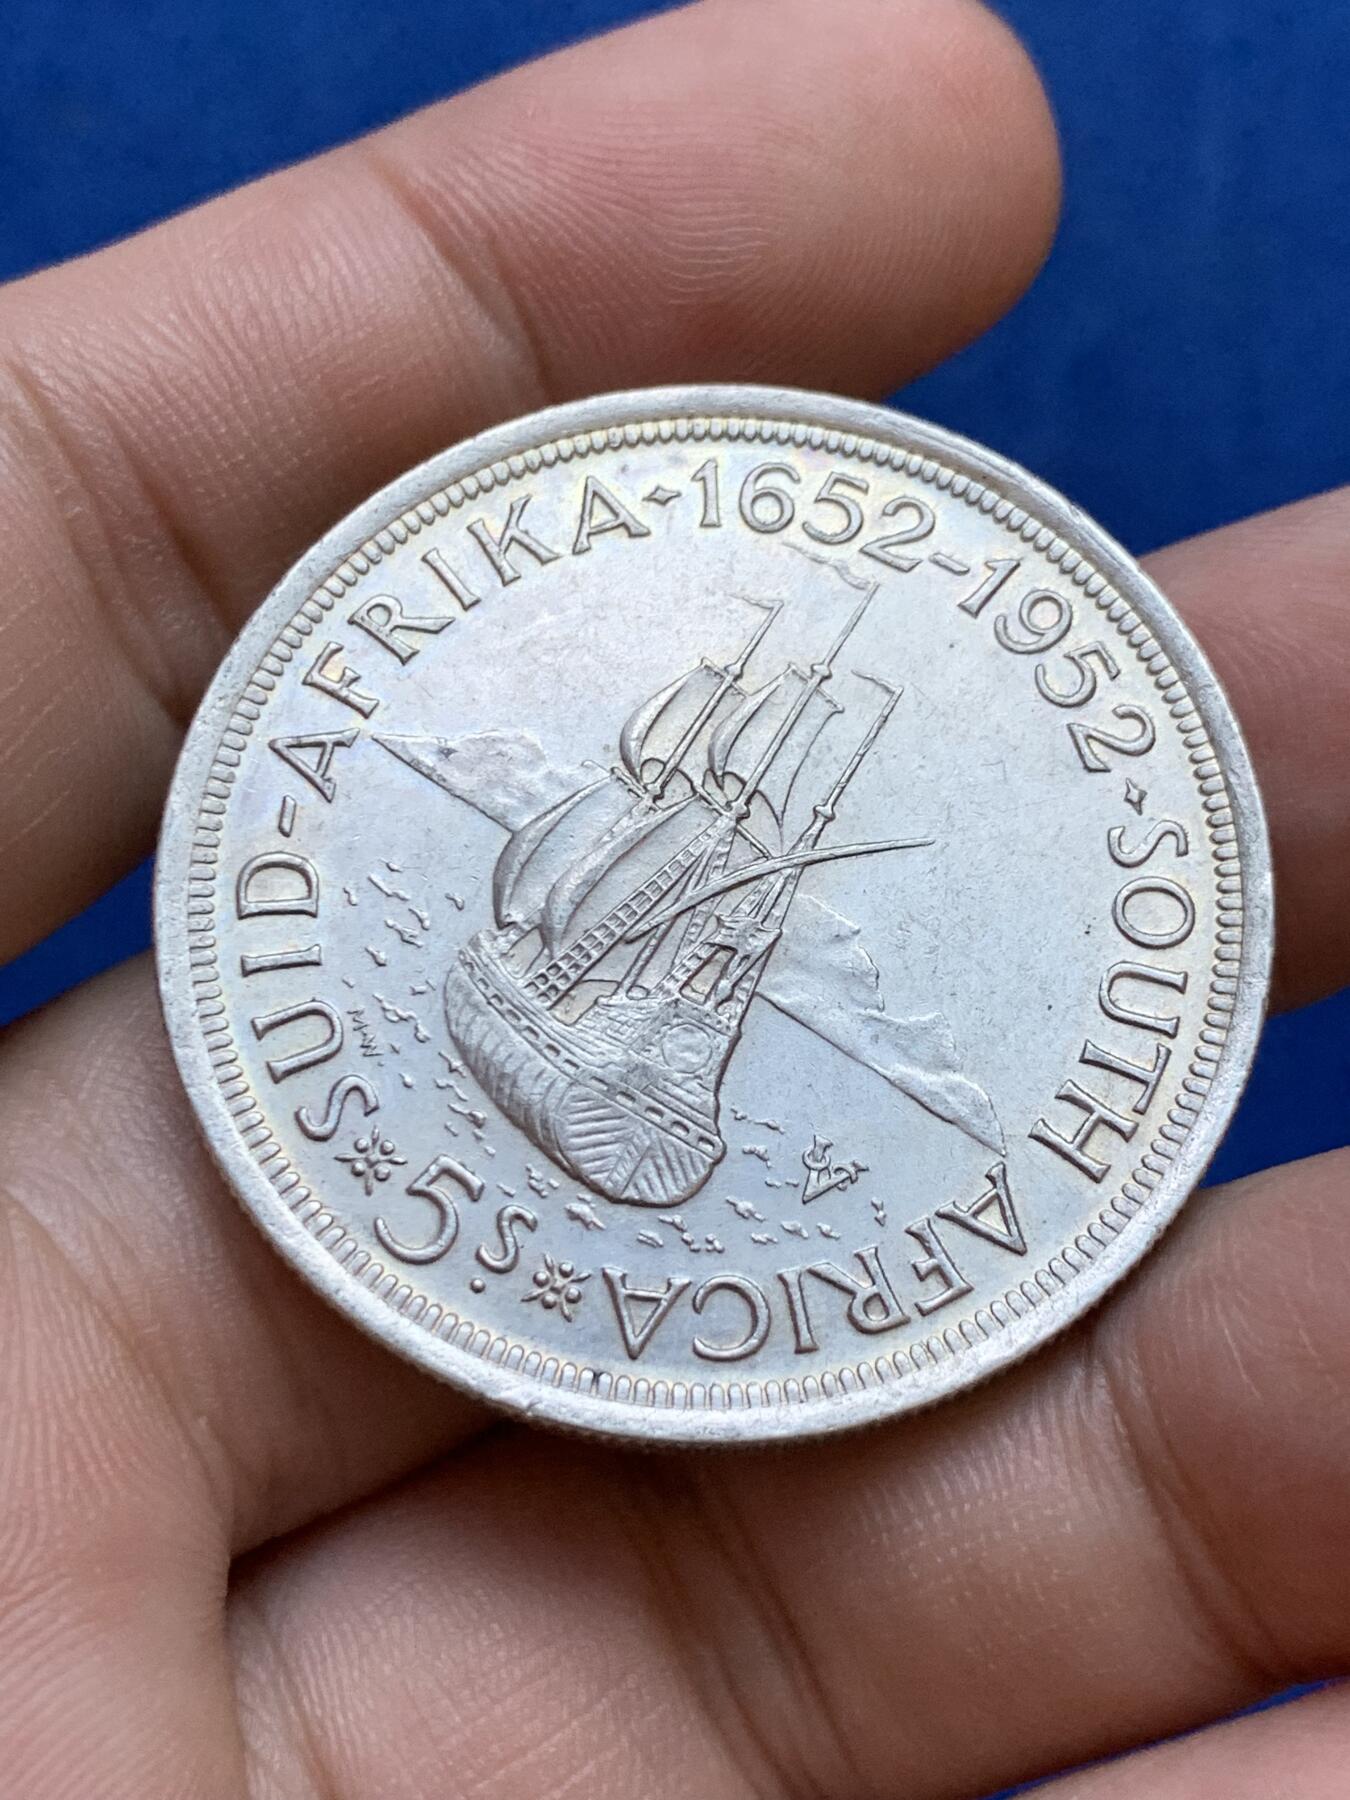 SUID-AFRIKA · 1652-1952 · SOUTH AFRICA
5s.